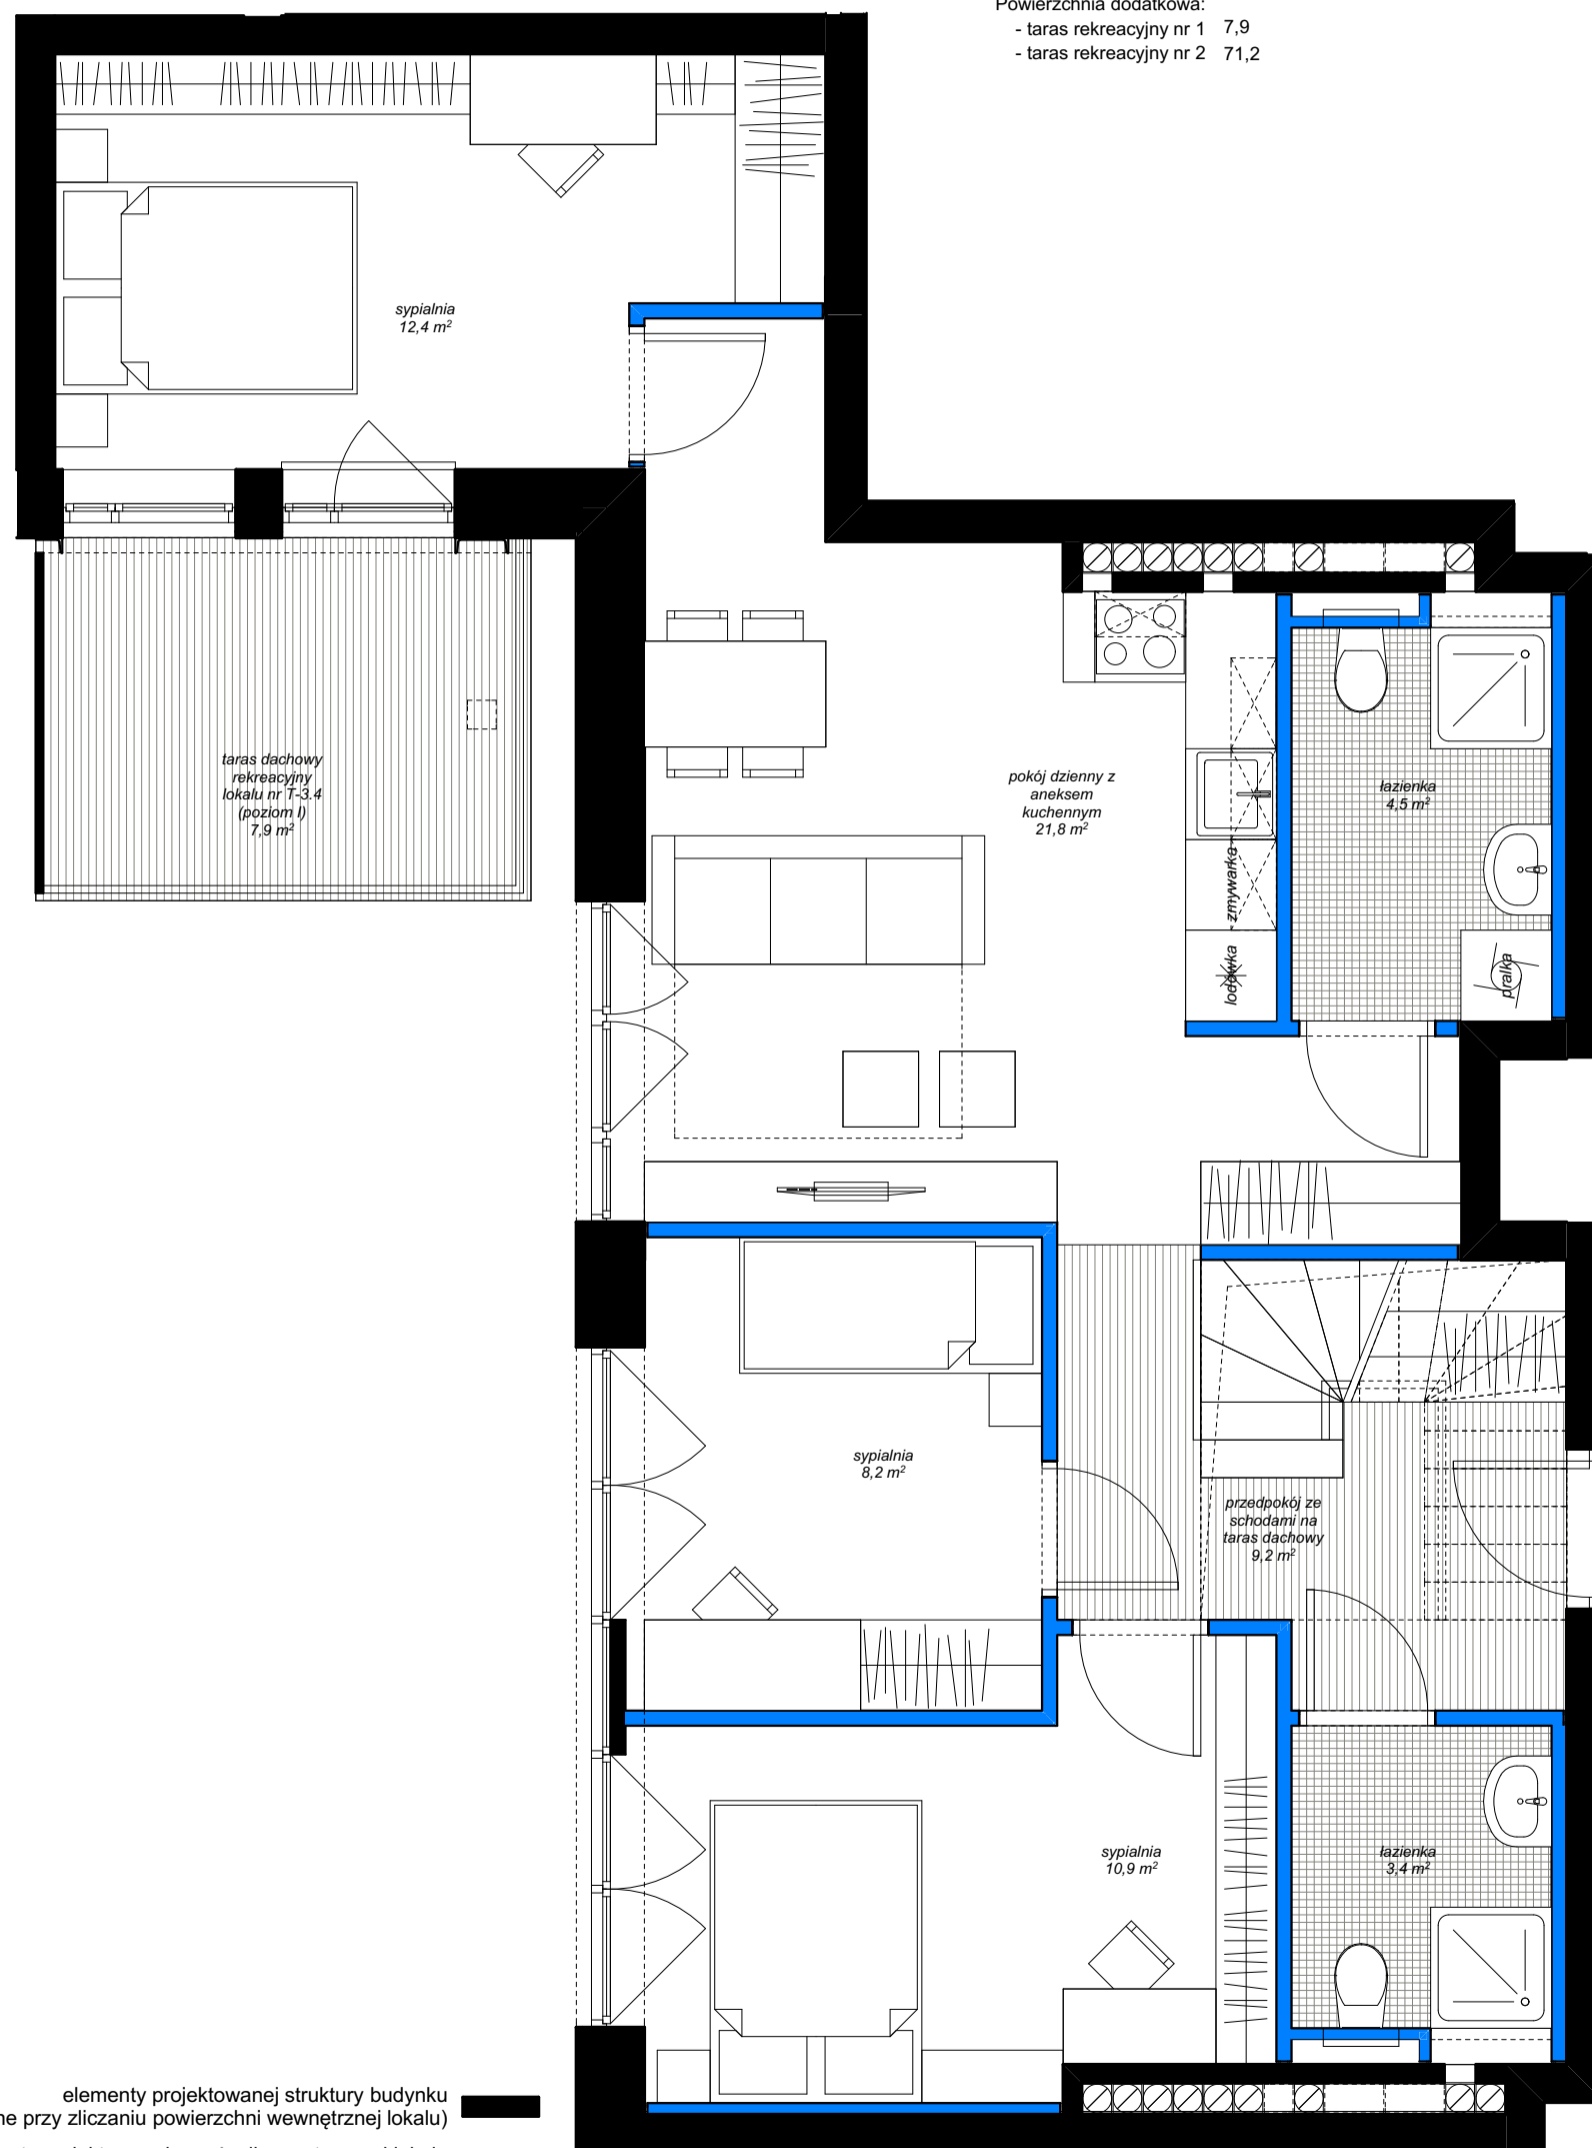 Powierzchnia dodatkowa:
- taras rekreacyjny nr 1 7,9
- taras rekreacyjny nr 2 71,2
sypialnia
12,4 m²
taras dachowy
rekreacyjny
lokalu nr T-3.4
(poziom I)
7,9 m²
pokój dzienny z
aneksem
kuchennym
21,8 m²
łazienka
4,5 m²
zmywarka
lodówka
pralka
sypialnia
8,2 m²
przedpokój ze
schodami na
taras dachowy
9,2 m²
sypialnia
10,9 m²
łazienka
3,4 m²
elementy projektowanej struktury budynku
przy zliczaniu powierzchni wewnętrznej lokalu)